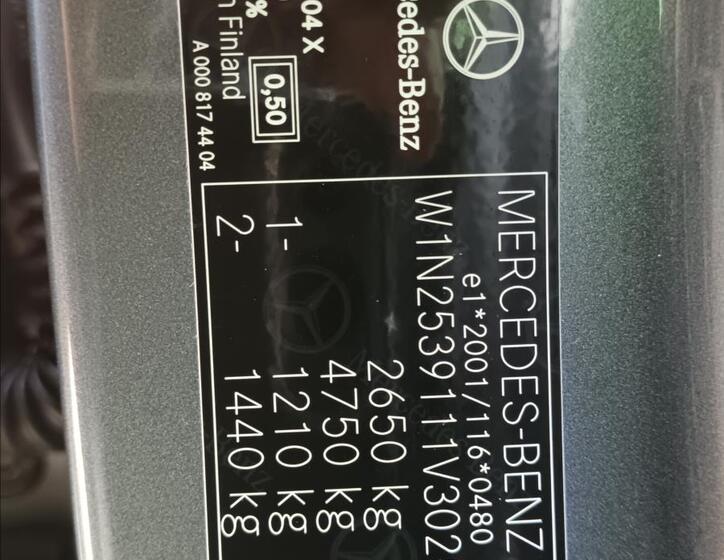 edes-Benz
04 X
%
n Finland
0,50
A 000 817 44 04
MERCEDES-BENZ
e1*2001/116*0480
W1N2539111V302
2650 kg
4750 kg
1- 1210 kg
2- 1440 kg